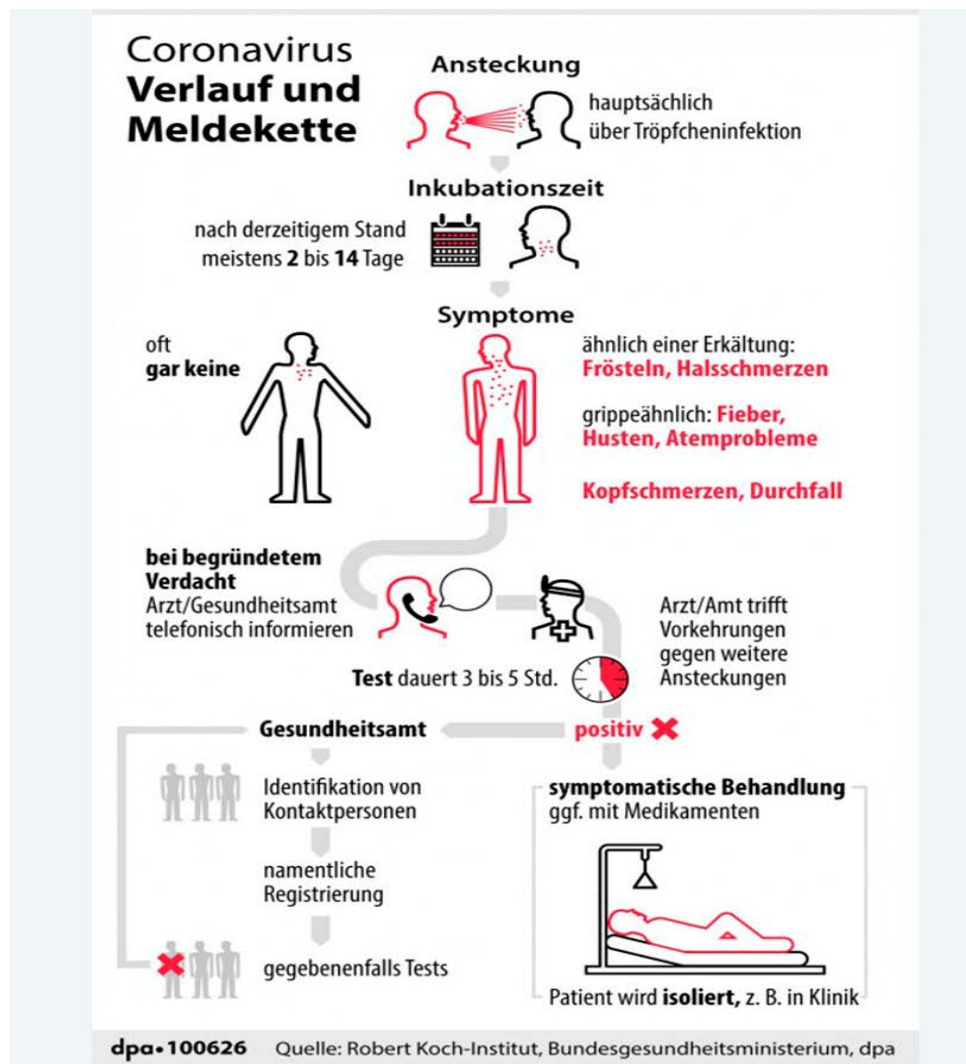 Coronavirus
Verlauf und
Meldekette
Ansteckung
hauptsächlich
über Tröpfcheninfektion
Inkubationszeit
nach derzeitigem Stand
meistens 2 bis 14 Tage
Symptome
oft
gar keine
ähnlich einer Erkältung:
Frösteln, Halsschmerzen
grippeähnlich: Fieber,
Husten, Atemprobleme
Kopfschmerzen, Durchfall
bei begründetem
Verdacht
Arzt/Gesundheitsamt
telefonisch informieren
Arzt/Amt trifft
Vorkehrungen
gegen weitere
Ansteckungen
Test dauert 3 bis 5 Std.
positiv
Gesundheitsamt
Identifikation von
Kontaktpersonen
namentliche
Registrierung
gegebenenfalls Tests
symptomatische Behandlung
ggf. mit Medikamenten
Patient wird isoliert, z. B. in Klinik
dpa•100626 Quelle: Robert Koch-Institut, Bundesgesundheitsministerium, dpa